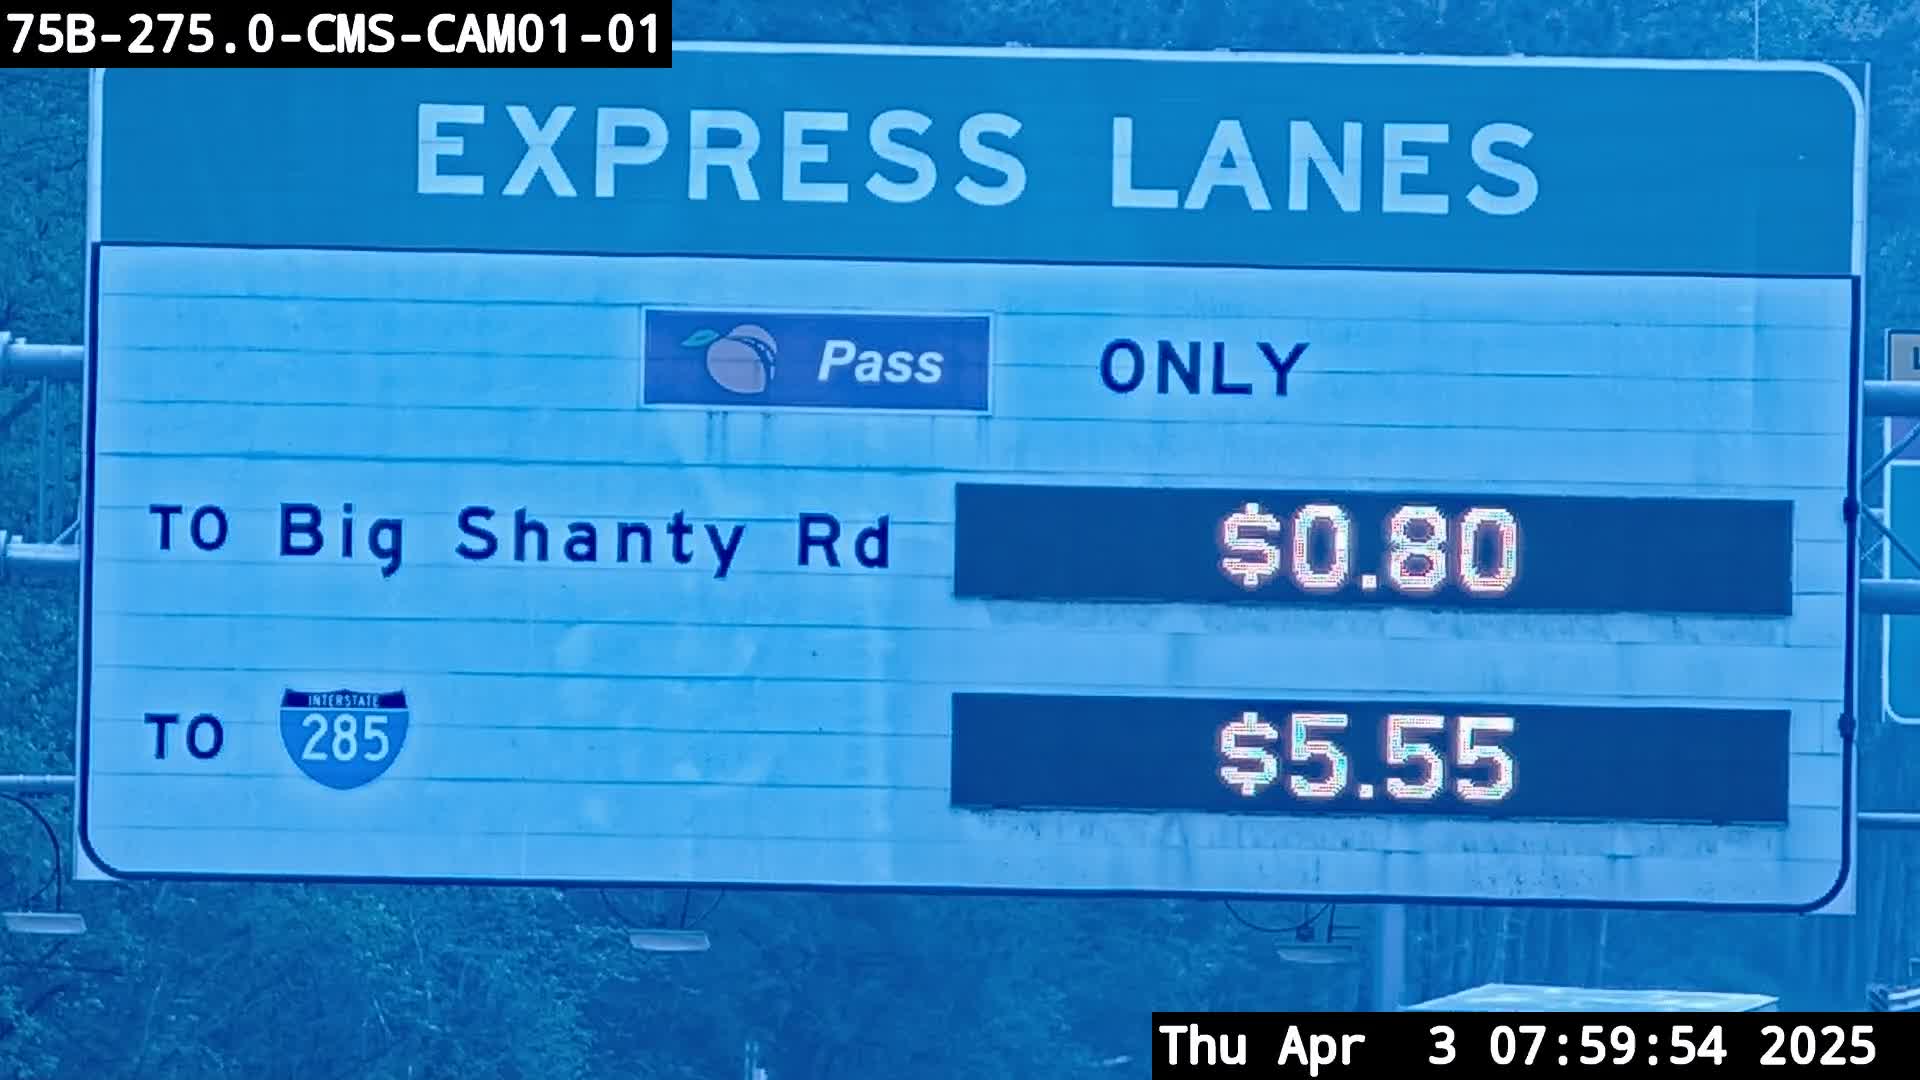 75B-275.0-CMS-CAM01-01
EXPRESS LANES
Pass ONLY
TO Big Shanty Rd $0.80
TO INTERSTATE 285 $5.55
Thu Apr 3 07:59:54 2025